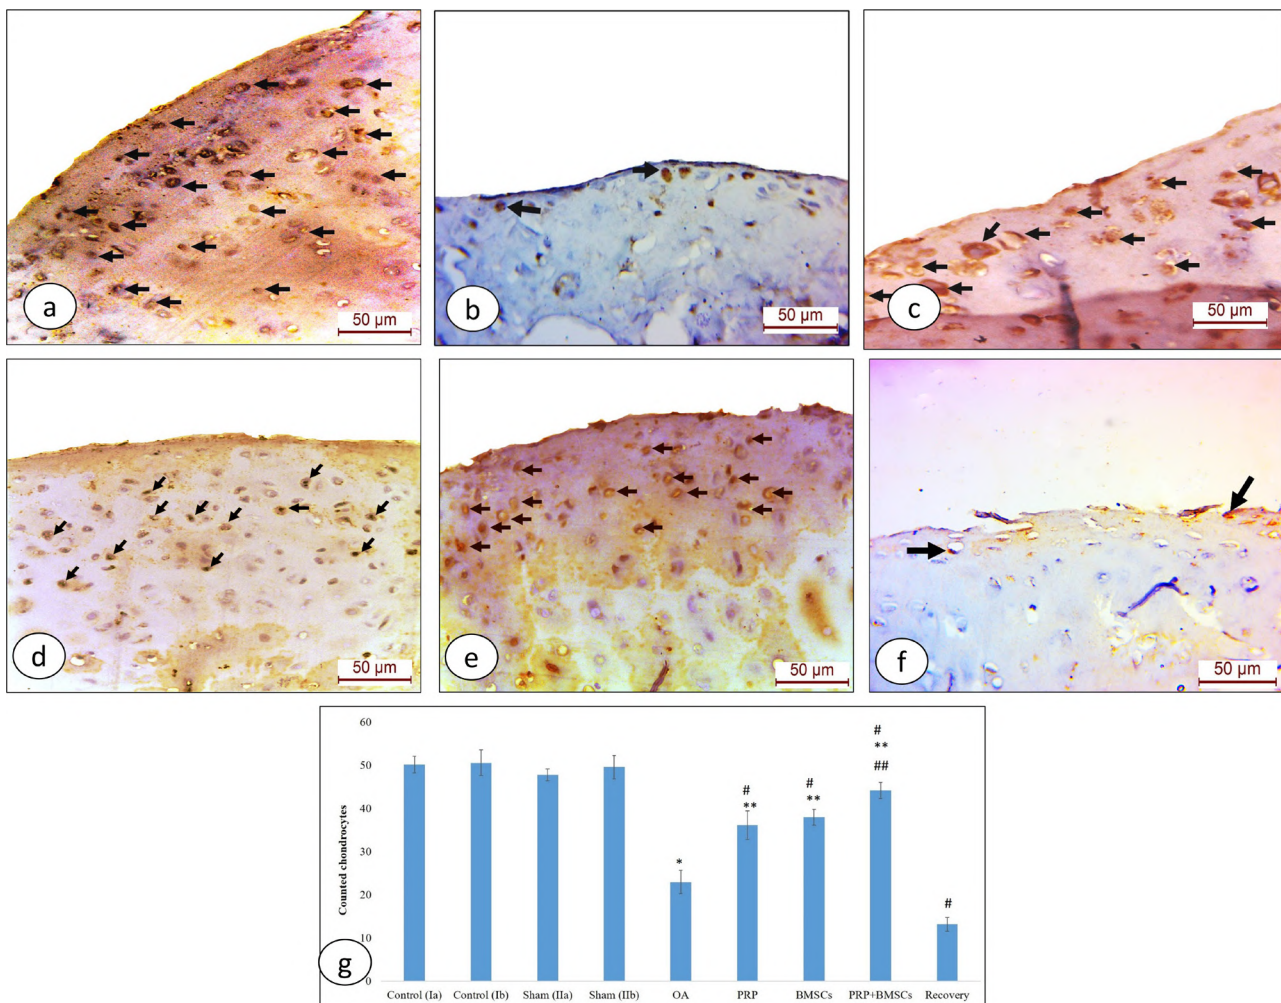 a
50 µm
b
50 µm
c
50 µm
d
50 µm
e
50 µm
f
50 µm
g
Counted chondrocytes
60
50
40
30
20
10
0
*
#
**
#
**
#
**
##
#
Control (Ia) Control (Ib) Sham (IIa) Sham (IIb) OA PRP BMSCs PRP+BMSCs Recovery